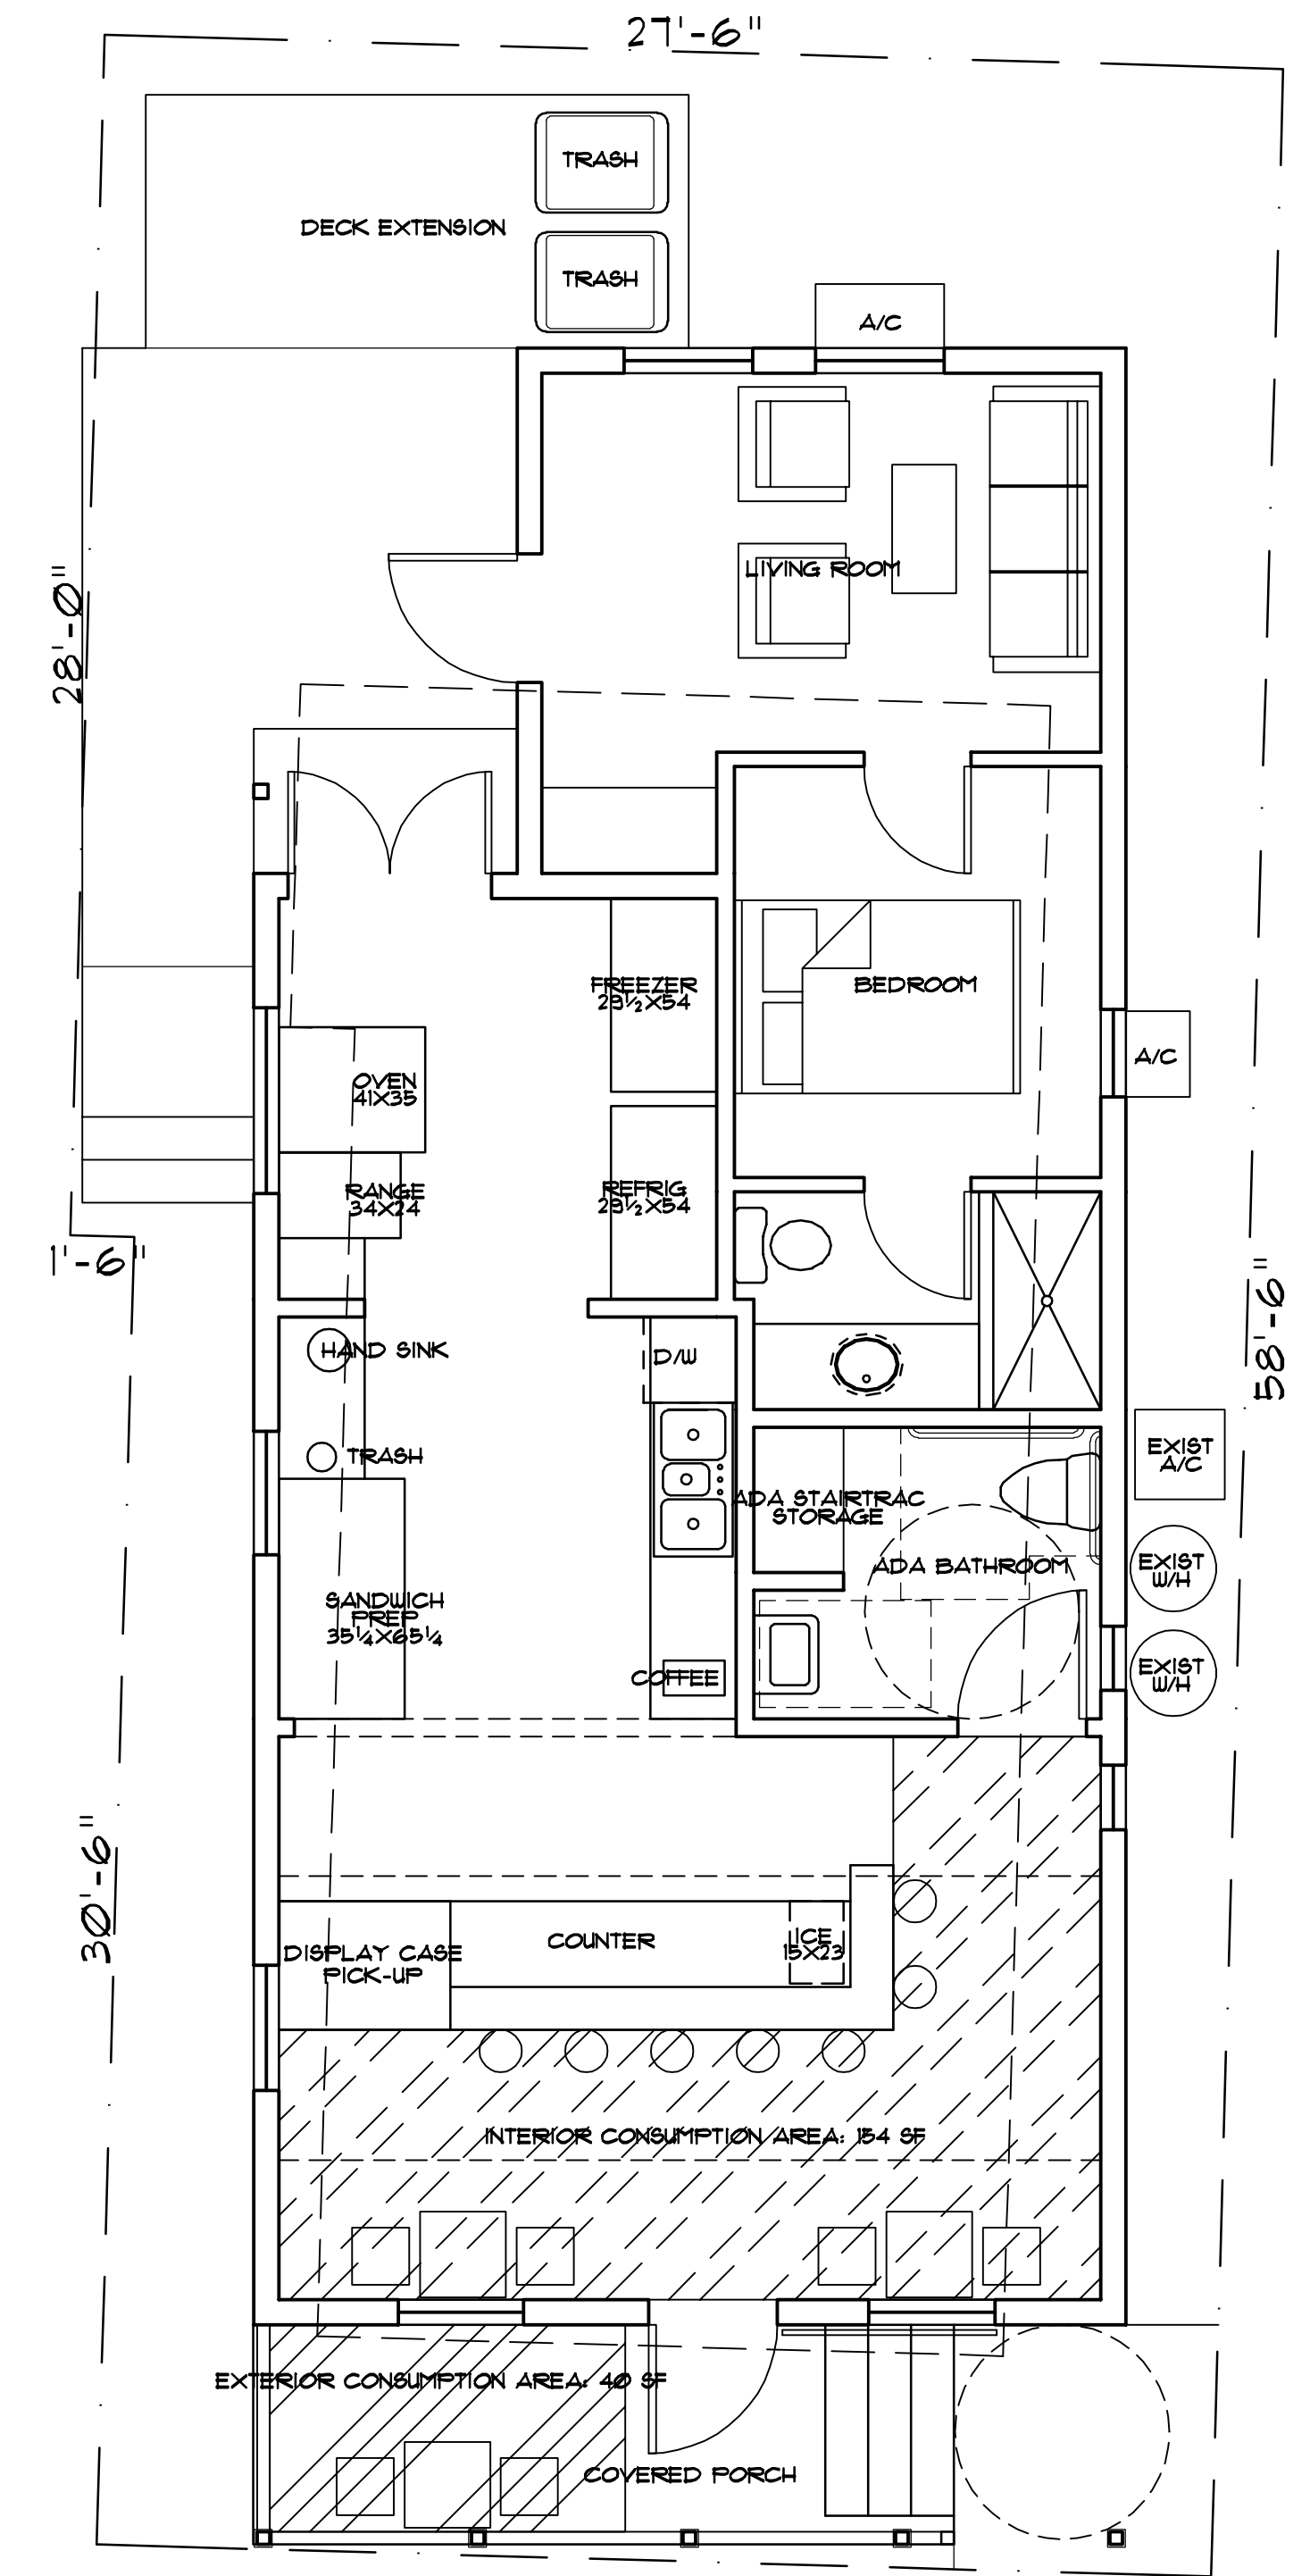 27'-6"
TRASH
DECK EXTENSION
TRASH
A/C
LIVING ROOM
28'-0"
FREEZER
29½X54
BEDROOM
A/C
OVEN
41X35
RANGE
34X24
REFRIG.
29½X54
1'-6"
58'-6"
HAND SINK
D/W
EXIST
A/C
TRASH
ADA STAIRTRAC
STORAGE
ADA BATHROOM
EXIST
W/H
SANDWICH
PREP
35¼X65¼
COFFEE
EXIST
W/H
30'-6"
DISPLAY CASE
PICK-UP
COUNTER
ICE
15X23
INTERIOR CONSUMPTION AREA: 154 SF
EXTERIOR CONSUMPTION AREA: 40 SF
COVERED PORCH